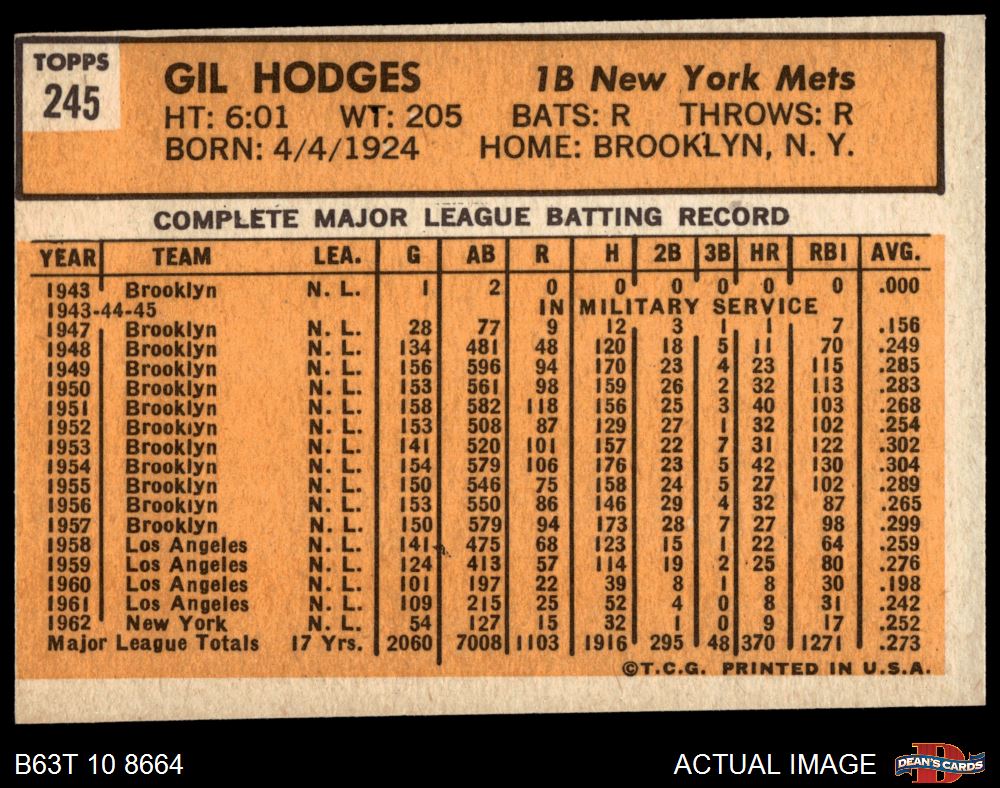 TOPPS
245
GIL HODGES 1B New York Mets
HT: 6:01 WT: 205 BATS: R THROWS: R
BORN: 4/4/1924 HOME: BROOKLYN, N. Y.
COMPLETE MAJOR LEAGUE BATTING RECORD
YEAR TEAM LEA. G AB R H 2B 3B HR RBI AVG.
1943 Brooklyn N. L. 1 2 0 0 0 0 0 0 .000
1943-44-45 IN MILITARY SERVICE
1947 Brooklyn N. L. 28 77 9 12 3 1 1 7 .156
1948 Brooklyn N. L. 134 481 48 120 18 5 11 70 .249
1949 Brooklyn N. L. 156 596 94 170 23 4 23 115 .285
1950 Brooklyn N. L. 153 561 98 159 26 2 32 113 .283
1951 Brooklyn N. L. 158 582 118 156 25 3 40 103 .268
1952 Brooklyn N. L. 153 508 87 129 27 1 32 102 .254
1953 Brooklyn N. L. 141 520 101 157 22 7 31 122 .302
1954 Brooklyn N. L. 154 579 106 176 23 5 42 130 .304
1955 Brooklyn N. L. 150 546 75 158 24 5 27 102 .289
1956 Brooklyn N. L. 153 550 86 146 29 4 32 87 .265
1957 Brooklyn N. L. 150 579 94 173 28 7 27 98 .299
1958 Los Angeles N. L. 141 475 68 123 15 1 22 64 .259
1959 Los Angeles N. L. 124 413 57 114 19 2 25 80 .276
1960 Los Angeles N. L. 101 197 22 39 8 1 8 30 .198
1961 Los Angeles N. L. 109 215 25 52 4 0 8 31 .242
1962 New York N. L. 54 127 15 32 1 0 9 17 .252
Major League Totals 17 Yrs. 2060 7008 1103 1916 295 48 370 1271 .273
©T.C.G. PRINTED IN U.S.A.
B63T 10 8664 ACTUAL IMAGE DEAN'S CARDS